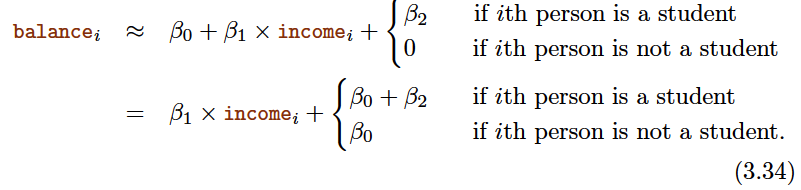 balanceᵢ ≈ β₀ + β₁ × incomeᵢ + { β₂ if ith person is a student
0 if ith person is not a student
= β₁ × incomeᵢ + { β₀ + β₂ if ith person is a student
β₀ if ith person is not a student.
(3.34)